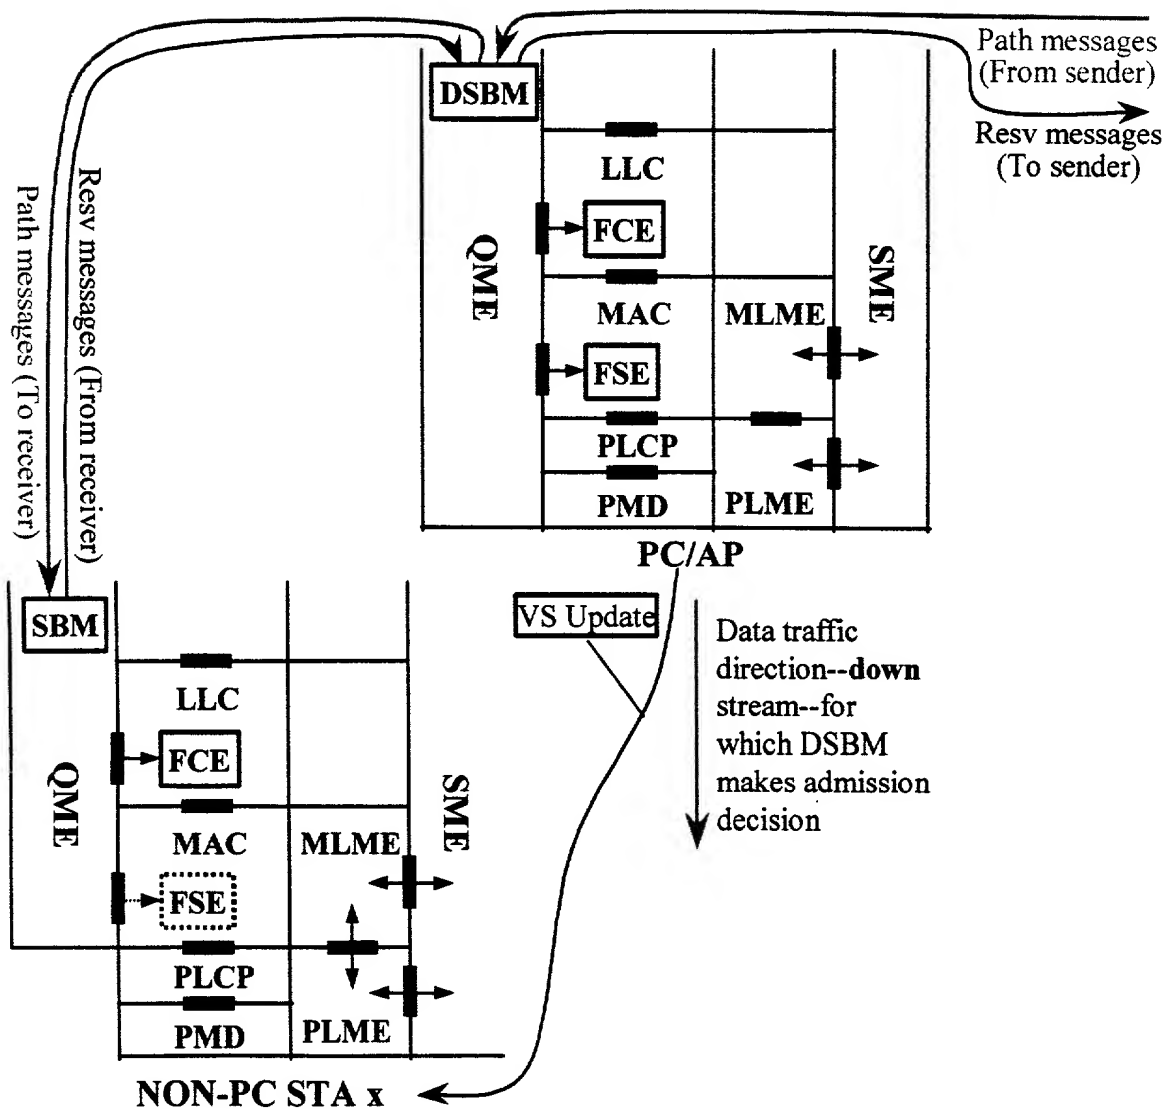 Path messages
(From sender)
Resv messages
(To sender)
DSBM
LLC
FCE
QME
SME
MAC
MLME
FSE
PLCP
PMD
PLME
PC/AP
Path messages (To receiver)
Resv messages (From receiver)
VS Update
Data traffic
direction--down
stream--for
which DSBM
makes admission
decision
SBM
LLC
FCE
QME
SME
MAC
MLME
FSE
PLCP
PMD
PLME
NON-PC STA x